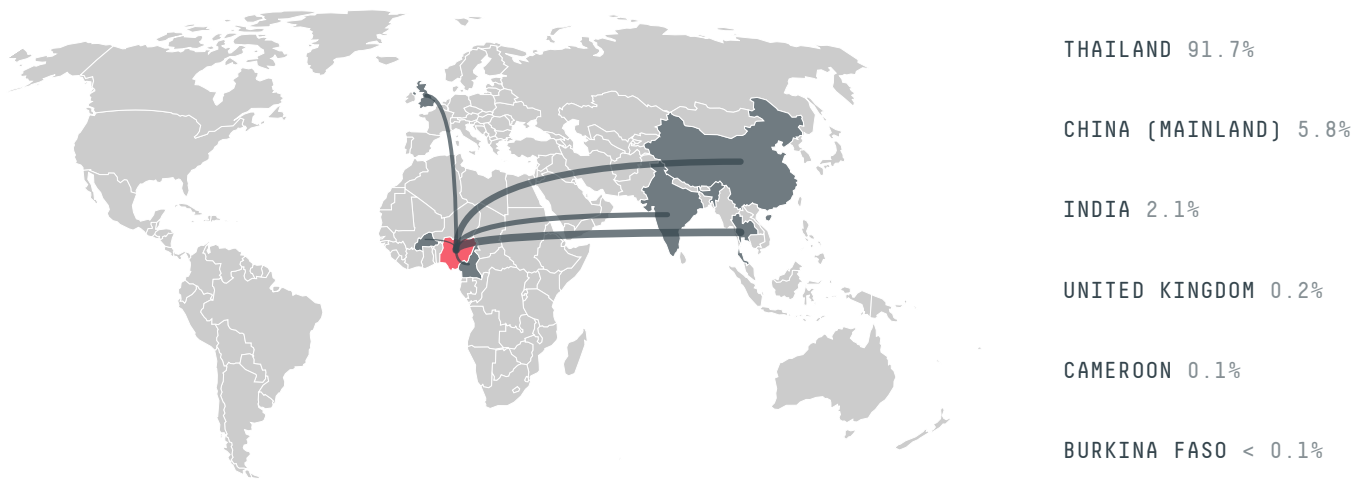 THAILAND 91.7%
CHINA (MAINLAND) 5.8%
INDIA 2.1%
UNITED KINGDOM 0.2%
CAMEROON 0.1%
BURKINA FASO < 0.1%